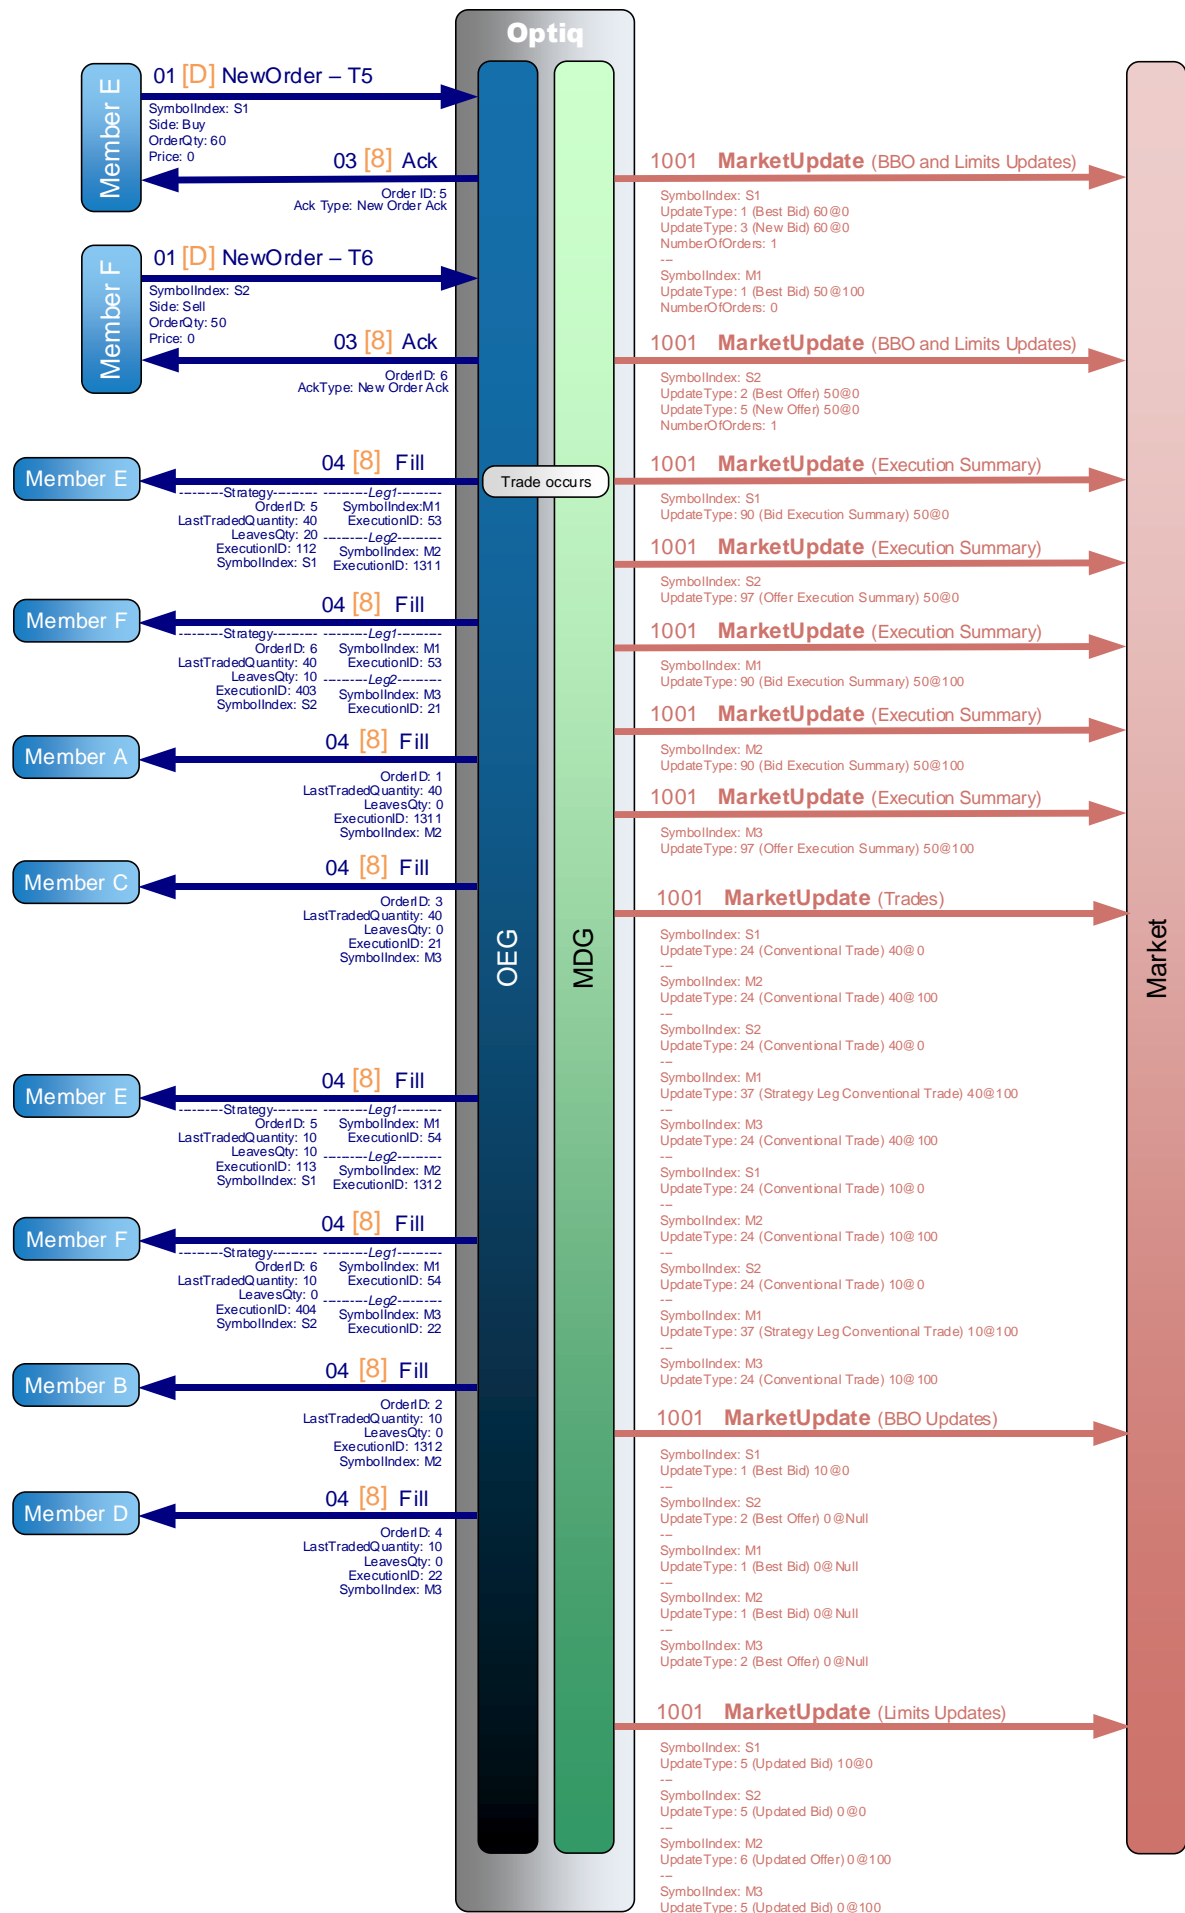 Optiq
Member E
01 [D] NewOrder – T5
SymbolIndex: S1
Side: Buy
OrderQty: 60
Price: 0
03 [8] Ack
Order ID: 5
Ack Type: New Order Ack
Member F
01 [D] NewOrder – T6
SymbolIndex: S2
Side: Sell
OrderQty: 50
Price: 0
03 [8] Ack
OrderID: 6
AckType: New Order Ack
Member E
04 [8] Fill
----------Strategy---------- ----------Leg1----------
OrderID: 5 SymbolIndex:M1
LastTradedQuantity: 40 ExecutionID: 53
LeavesQty: 20 ----------Leg2----------
ExecutionID: 112 SymbolIndex: M2
SymbolIndex: S1 ExecutionID: 1311
Member F
04 [8] Fill
----------Strategy---------- ----------Leg1----------
OrderID: 6 SymbolIndex: M1
LastTradedQuantity: 40 ExecutionID: 53
LeavesQty: 10 ----------Leg2----------
ExecutionID: 403 SymbolIndex: M3
SymbolIndex: S2 ExecutionID: 21
Member A
04 [8] Fill
OrderID: 1
LastTradedQuantity: 40
LeavesQty: 0
ExecutionID: 1311
SymbolIndex: M2
Member C
04 [8] Fill
OrderID: 3
LastTradedQuantity: 40
LeavesQty: 0
ExecutionID: 21
SymbolIndex: M3
Member E
04 [8] Fill
----------Strategy---------- ----------Leg1----------
OrderID: 5 SymbolIndex: M1
LastTradedQuantity: 10 ExecutionID: 54
LeavesQty: 10 ----------Leg2----------
ExecutionID: 113 SymbolIndex: M2
SymbolIndex: S1 ExecutionID: 1312
Member F
04 [8] Fill
----------Strategy---------- ----------Leg1----------
OrderID: 6 SymbolIndex: M1
LastTradedQuantity: 10 ExecutionID: 54
LeavesQty: 0 ----------Leg2----------
ExecutionID: 404 SymbolIndex: M3
SymbolIndex: S2 ExecutionID: 22
Member B
04 [8] Fill
OrderID: 2
LastTradedQuantity: 10
LeavesQty: 0
ExecutionID: 1312
SymbolIndex: M2
Member D
04 [8] Fill
OrderID: 4
LastTradedQuantity: 10
LeavesQty: 0
ExecutionID: 22
SymbolIndex: M3
OEG
MDG
Trade occurs
1001 MarketUpdate (BBO and Limits Updates)
SymbolIndex: S1
UpdateType: 1 (Best Bid) 60@0
UpdateType: 3 (New Bid) 60@0
NumberOfOrders: 1
---
SymbolIndex: M1
UpdateType: 1 (Best Bid) 50@100
NumberOfOrders: 0
1001 MarketUpdate (BBO and Limits Updates)
SymbolIndex: S2
UpdateType: 2 (Best Offer) 50@0
UpdateType: 5 (New Offer) 50@0
NumberOfOrders: 1
1001 MarketUpdate (Execution Summary)
SymbolIndex: S1
UpdateType: 90 (Bid Execution Summary) 50@0
1001 MarketUpdate (Execution Summary)
SymbolIndex: S2
UpdateType: 97 (Offer Execution Summary) 50@0
1001 MarketUpdate (Execution Summary)
SymbolIndex: M1
UpdateType: 90 (Bid Execution Summary) 50@100
1001 MarketUpdate (Execution Summary)
SymbolIndex: M2
UpdateType: 90 (Bid Execution Summary) 50@100
1001 MarketUpdate (Execution Summary)
SymbolIndex: M3
UpdateType: 97 (Offer Execution Summary) 50@100
1001 MarketUpdate (Trades)
SymbolIndex: S1
UpdateType: 24 (Conventional Trade) 40@0
---
SymbolIndex: M2
UpdateType: 24 (Conventional Trade) 40@100
---
SymbolIndex: S2
UpdateType: 24 (Conventional Trade) 40@0
---
SymbolIndex: M1
UpdateType: 37 (Strategy Leg Conventional Trade) 40@100
---
SymbolIndex: M3
UpdateType: 24 (Conventional Trade) 40@100
---
SymbolIndex: S1
UpdateType: 24 (Conventional Trade) 10@0
---
SymbolIndex: M2
UpdateType: 24 (Conventional Trade) 10@100
---
SymbolIndex: S2
UpdateType: 24 (Conventional Trade) 10@0
---
SymbolIndex: M1
UpdateType: 37 (Strategy Leg Conventional Trade) 10@100
---
SymbolIndex: M3
UpdateType: 24 (Conventional Trade) 10@100
1001 MarketUpdate (BBO Updates)
SymbolIndex: S1
UpdateType: 1 (Best Bid) 10@0
---
SymbolIndex: S2
UpdateType: 2 (Best Offer) 0@Null
---
SymbolIndex: M1
UpdateType: 1 (Best Bid) 0@Null
---
SymbolIndex: M2
UpdateType: 1 (Best Bid) 0@Null
---
SymbolIndex: M3
UpdateType: 2 (Best Offer) 0@Null
1001 MarketUpdate (Limits Updates)
SymbolIndex: S1
UpdateType: 5 (Updated Bid) 10@0
---
SymbolIndex: S2
UpdateType: 5 (Updated Bid) 0@0
---
SymbolIndex: M2
UpdateType: 6 (Updated Offer) 0@100
---
SymbolIndex: M3
UpdateType: 5 (Updated Bid) 0@100
Market